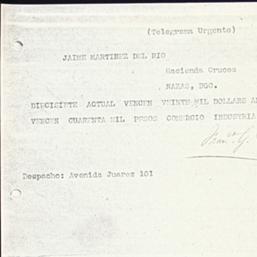 (Telegrama Urgente)
JAIME MARTINEZ DEL RIO
Hacienda Cruces
NAZAS, DGO.
DIECISIETE ACTUAL VENCEN VEINTE MIL DOLLARS
VENCEN CUARENTA MIL PESOS COMERCIO INDUSTRIA
Franco. G.
Despacho: Avenida Juarez 101